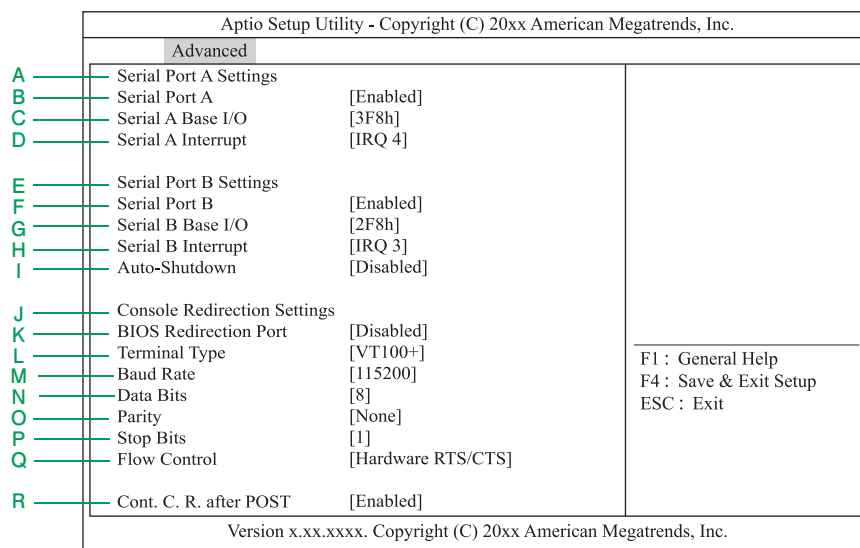 Aptio Setup Utility - Copyright (C) 20xx American Megatrends, Inc.
Advanced
A Serial Port A Settings
B Serial Port A [Enabled]
C Serial A Base I/O [3F8h]
D Serial A Interrupt [IRQ 4]
E Serial Port B Settings
F Serial Port B [Enabled]
G Serial B Base I/O [2F8h]
H Serial B Interrupt [IRQ 3]
I Auto-Shutdown [Disabled]
J Console Redirection Settings
K BIOS Redirection Port [Disabled]
L Terminal Type [VT100+]
M Baud Rate [115200]
N Data Bits [8]
O Parity [None]
P Stop Bits [1]
Q Flow Control [Hardware RTS/CTS]
R Cont. C. R. after POST [Enabled]
F1 : General Help
F4 : Save & Exit Setup
ESC : Exit
Version x.xx.xxxx. Copyright (C) 20xx American Megatrends, Inc.